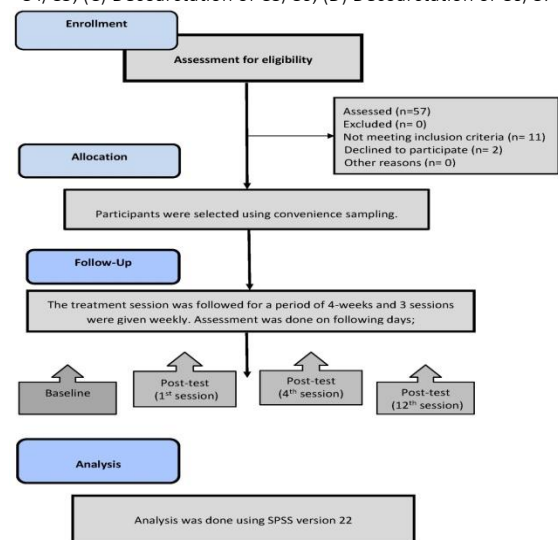 Enrollment
Assessment for eligibility
Assessed (n=57)
Excluded (n= 0)
Not meeting inclusion criteria (n= 11)
Declined to participate (n= 2)
Other reasons (n= 0)
Allocation
Participants were selected using convenience sampling.
Follow-Up
The treatment session was followed for a period of 4-weeks and 3 sessions
were given weekly. Assessment was done on following days;
Baseline
Post-test
(1st session)
Post-test
(4th session)
Post-test
(12th session)
Analysis
Analysis was done using SPSS version 22